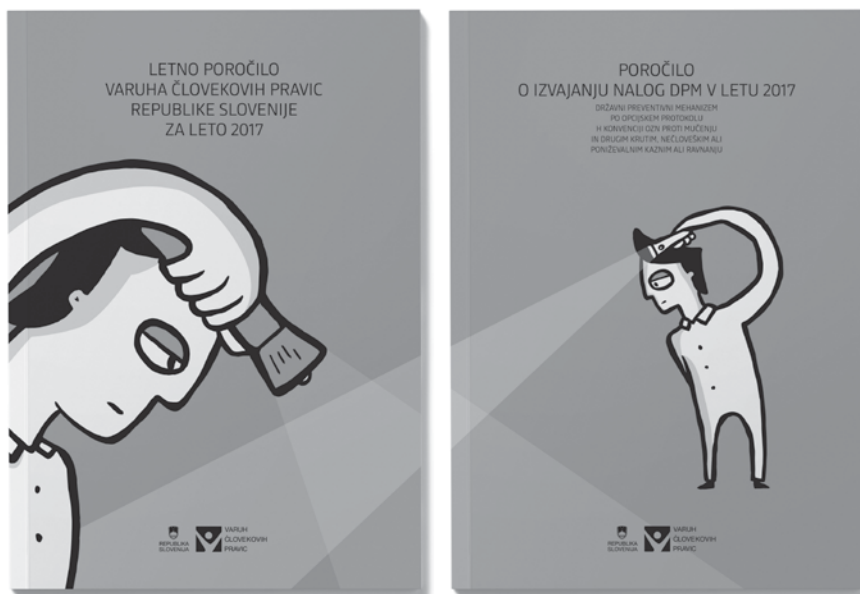 LETNO POROČILO
VARUHA ČLOVEKOVIH PRAVIC
REPUBLIKE SLOVENIJE
ZA LETO 2017
REPUBLIKA
SLOVENIJA
VARUH
ČLOVEKOVIH
PRAVIC
POROČILO
O IZVAJANJU NALOG DPM V LETU 2017
DRŽAVNI PREVENTIVNI MEHANIZEM
PO OPCIJSKEM PROTOKOLU
H KONVENCIJI OZN PROTI MUČENJU
IN DRUGIM KRUTIM, NEČLOVEŠKIM ALI
PONIŽEVALNIM KAZNIM ALI RAVNANJU
REPUBLIKA
SLOVENIJA
VARUH
ČLOVEKOVIH
PRAVIC